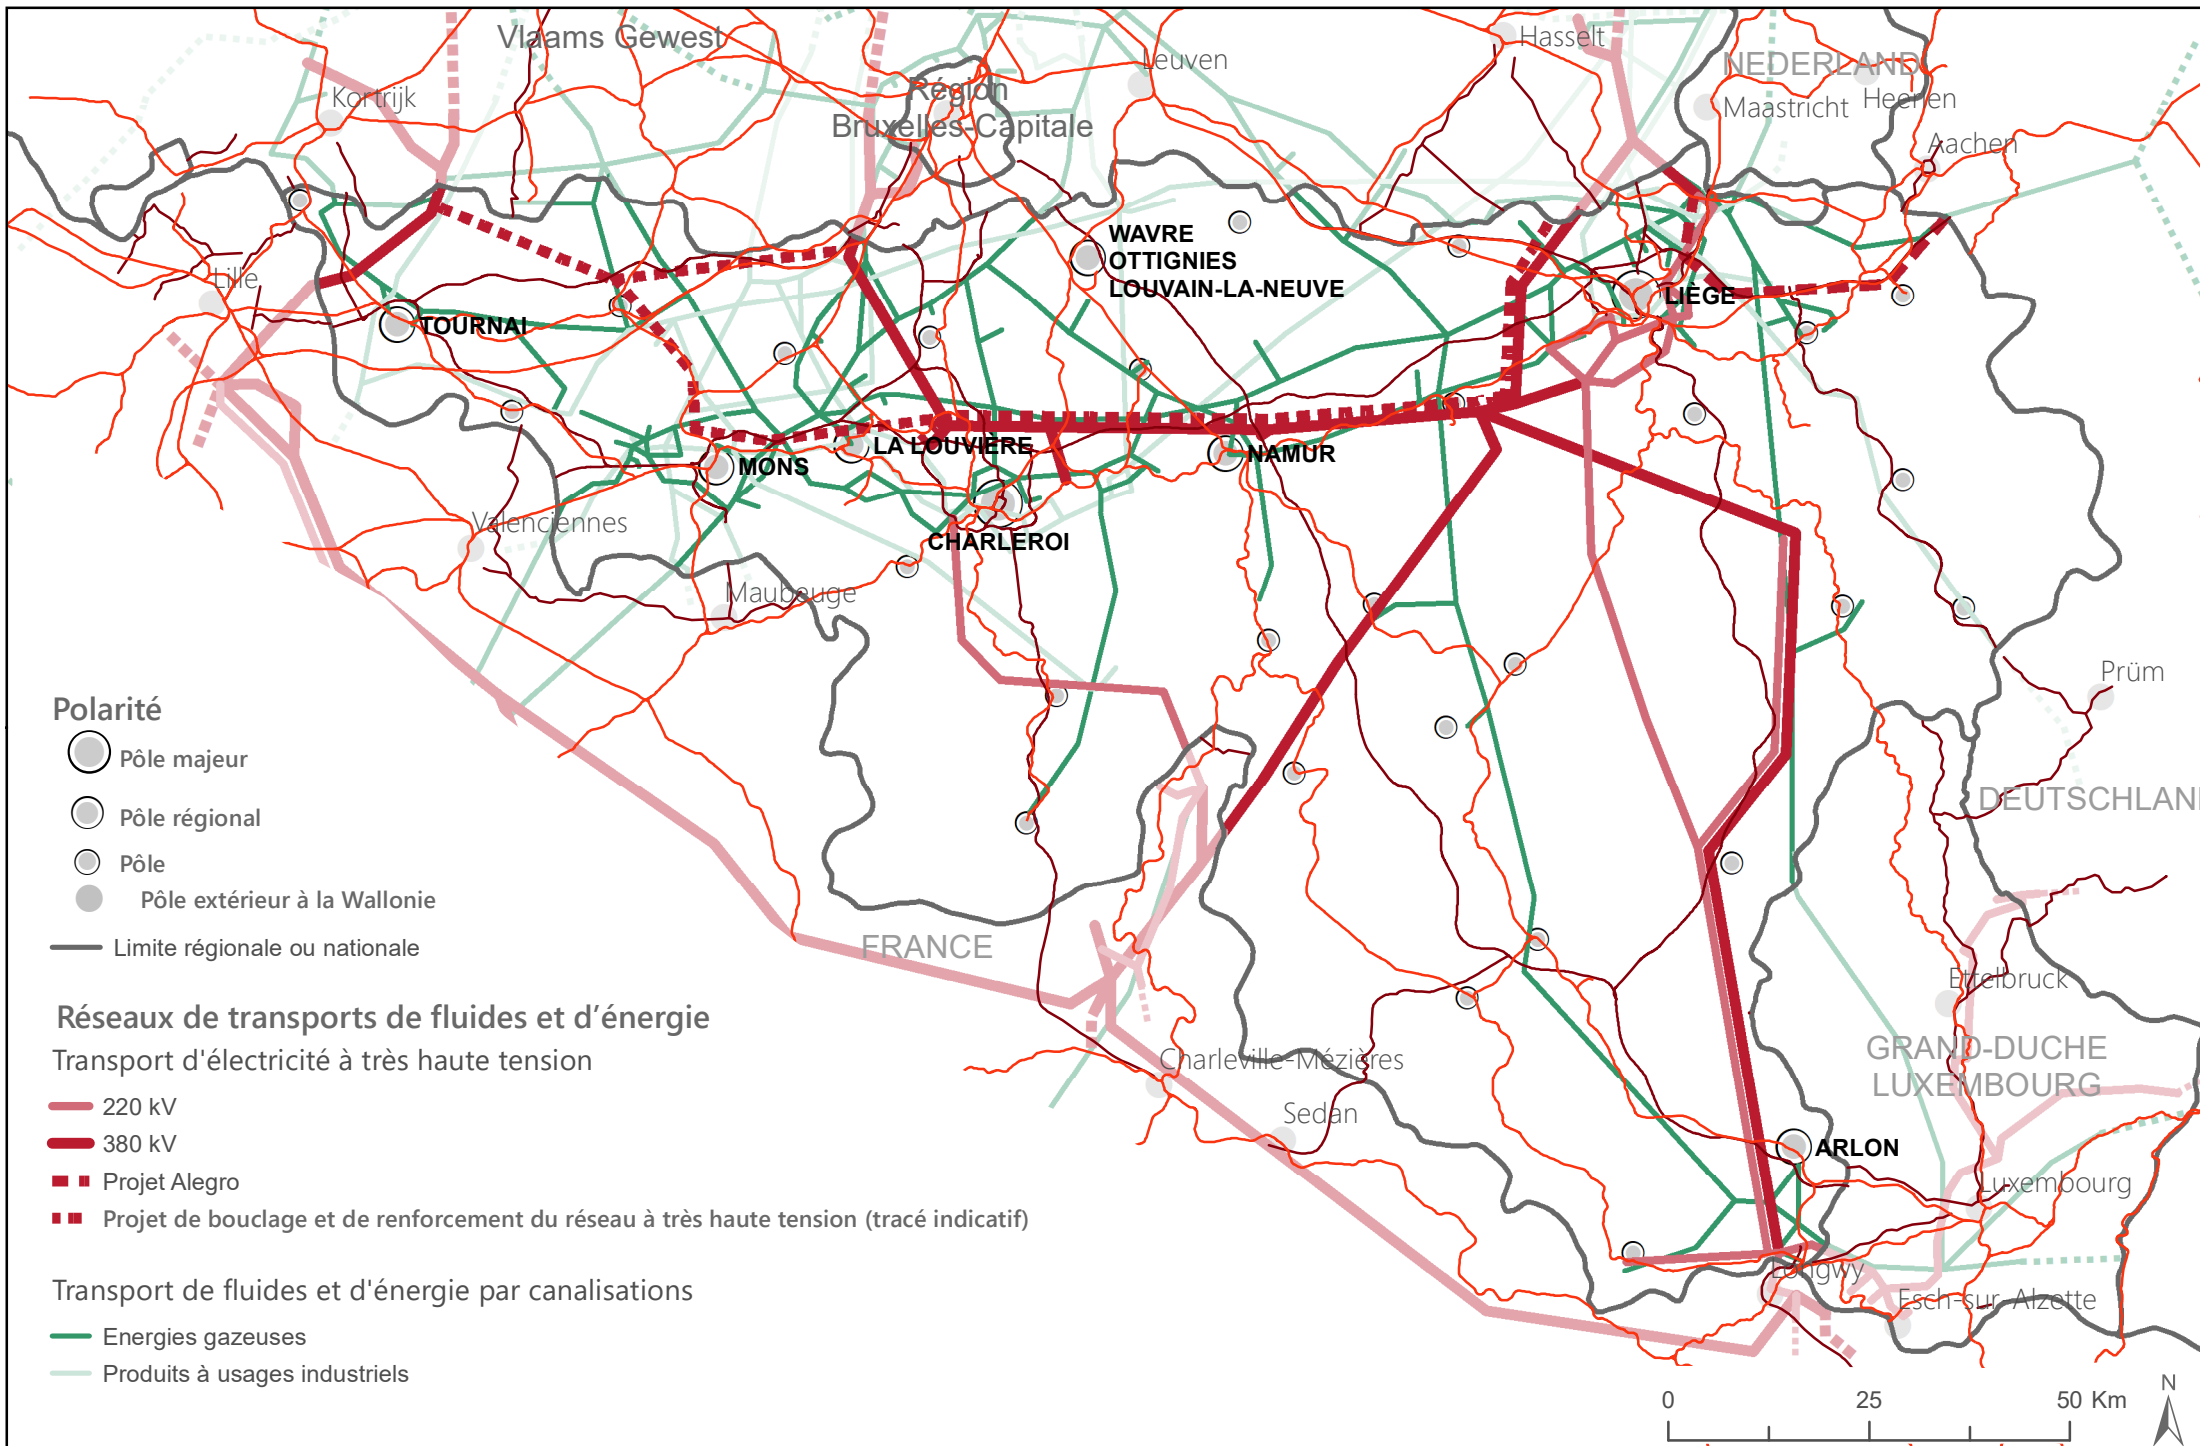 Vlaams Gewest
Hasselt
Leuven
NEDERLAND
Kortrijk
Région
Bruxelles-Capitale
Maastricht
Heerlen
Aachen
WAVRE
OTTIGNIES
LOUVAIN-LA-NEUVE
Lille
TOURNAI
LIÈGE
LA LOUVIÈRE
MONS
NAMUR
Valenciennes
CHARLEROI
Maubeuge
Prüm
DEUTSCHLAN
FRANCE
Ettelbruck
GRAND-DUCHE
LUXEMBOURG
Charleville-Mézières
Sedan
ARLON
Luxembourg
Longwy
Esch-sur-Alzette
Polarité
Pôle majeur
Pôle régional
Pôle
Pôle extérieur à la Wallonie
Limite régionale ou nationale
Réseaux de transports de fluides et d’énergie
Transport d'électricité à très haute tension
220 kV
380 kV
Projet Alegro
Projet de bouclage et de renforcement du réseau à très haute tension (tracé indicatif)
Transport de fluides et d'énergie par canalisations
Energies gazeuses
Produits à usages industriels
0 25 50 Km
N